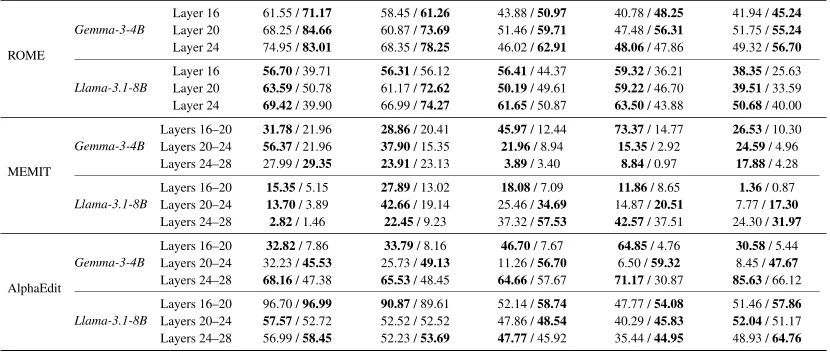 Layer 16 61.55 / 71.17 58.45 / 61.26 43.88 / 50.97 40.78 / 48.25 41.94 / 45.24
Gemma-3-4B Layer 20 68.25 / 84.66 60.87 / 73.69 51.46 / 59.71 47.48 / 56.31 51.75 / 55.24
Layer 24 74.95 / 83.01 68.35 / 78.25 46.02 / 62.91 48.06 / 47.86 49.32 / 56.70
ROME
Layer 16 56.70 / 39.71 56.31 / 56.12 56.41 / 44.37 59.32 / 36.21 38.35 / 25.63
Llama-3.1-8B Layer 20 63.59 / 50.78 61.17 / 72.62 50.19 / 49.61 59.22 / 46.70 39.51 / 33.59
Layer 24 69.42 / 39.90 66.99 / 74.27 61.65 / 50.87 63.50 / 43.88 50.68 / 40.00
Layers 16–20 31.78 / 21.96 28.86 / 20.41 45.97 / 12.44 73.37 / 14.77 26.53 / 10.30
Gemma-3-4B Layers 20–24 56.37 / 21.96 37.90 / 15.35 21.96 / 8.94 15.35 / 2.92 24.59 / 4.96
Layers 24–28 27.99 / 29.35 23.91 / 23.13 3.89 / 3.40 8.84 / 0.97 17.88 / 4.28
MEMIT
Layers 16–20 15.35 / 5.15 27.89 / 13.02 18.08 / 7.09 11.86 / 8.65 1.36 / 0.87
Llama-3.1-8B Layers 20–24 13.70 / 3.89 42.66 / 19.14 25.46 / 34.69 14.87 / 20.51 7.77 / 17.30
Layers 24–28 2.82 / 1.46 22.45 / 9.23 37.32 / 57.53 42.57 / 37.51 24.30 / 31.97
Layers 16–20 32.82 / 7.86 33.79 / 8.16 46.70 / 7.67 64.85 / 4.76 30.58 / 5.44
Gemma-3-4B Layers 20–24 32.23 / 45.53 25.73 / 49.13 11.26 / 56.70 6.50 / 59.32 8.45 / 47.67
Layers 24–28 68.16 / 47.38 65.53 / 48.45 64.66 / 57.67 71.17 / 30.87 85.63 / 66.12
AlphaEdit
Layers 16–20 96.70 / 96.99 90.87 / 89.61 52.14 / 58.74 47.77 / 54.08 51.46 / 57.86
Llama-3.1-8B Layers 20–24 57.57 / 52.72 52.52 / 52.52 47.86 / 48.54 40.29 / 45.83 52.04 / 51.17
Layers 24–28 56.99 / 58.45 52.23 / 53.69 47.77 / 45.92 35.44 / 44.95 48.93 / 64.76